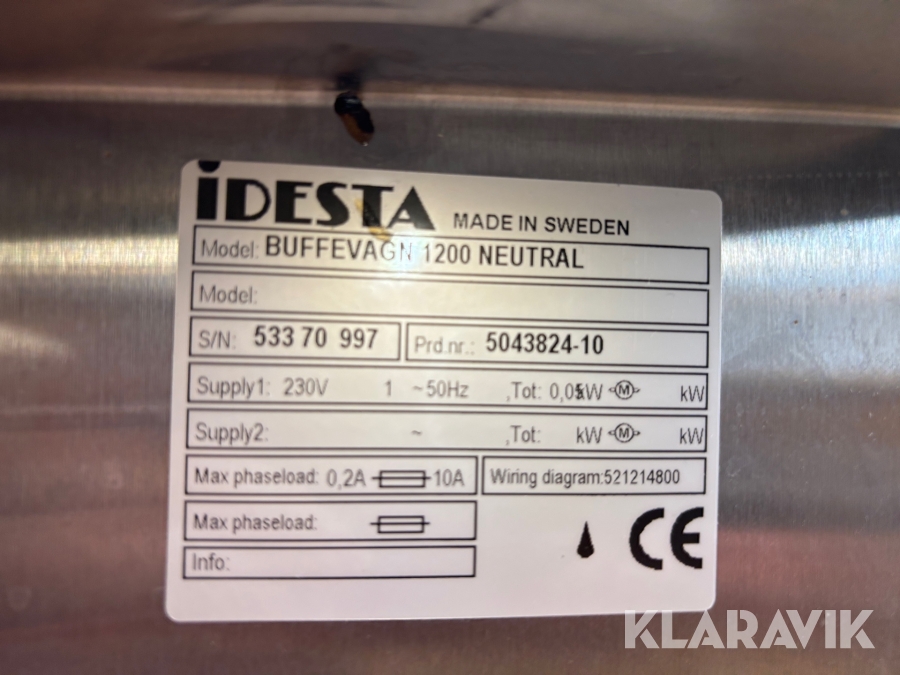 iDESTA MADE IN SWEDEN
Model: BUFFEVAGN 1200 NEUTRAL
Model:
S/N: 533 70 997 Prd.nr.: 5043824-10
Supply1: 230V 1 ~50Hz ,Tot: 0,05kW M kW
Supply2: ~ ,Tot: kW M kW
Max phaseload: 0,2A 10A Wiring diagram:521214800
Max phaseload:
Info:
CE
KLARAVIK